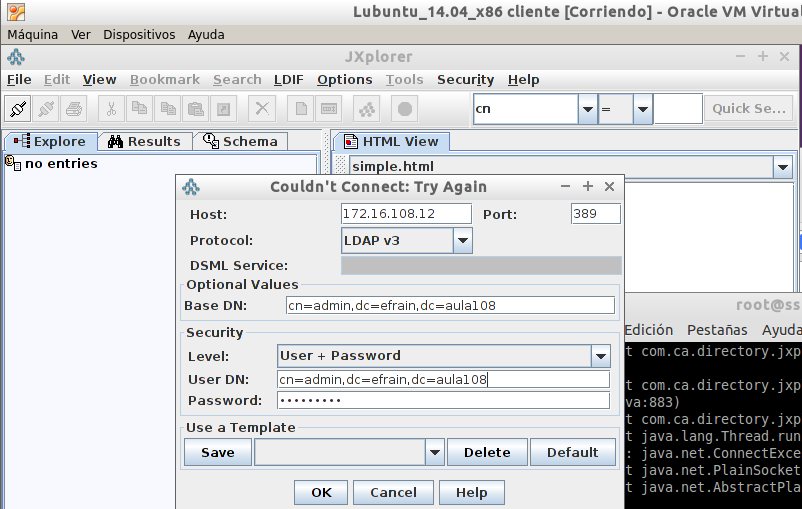 Lubuntu_14.04_x86 cliente [Corriendo] - Oracle VM Virtua
Máquina Ver Dispositivos Ayuda
JXplorer
File Edit View Bookmark Search LDIF Options Tools Security Help
cn = Quick Se...
Explore Results Schema HTML View
no entries simple.html
Couldn't Connect: Try Again
Host: 172.16.108.12 Port: 389
Protocol: LDAP v3
DSML Service:
Optional Values
Base DN: cn=admin,dc=efrain,dc=aula108
root@ss
Security
Edición Pestañas Ayuda
Level: User + Password
t com.ca.directory.jxp
User DN: cn=admin,dc=efrain,dc=aula108
t com.ca.directory.jxp
Password: •••••••••
va:883)
t com.ca.directory.jxp
Use a Template
t java.lang.Thread.run
Save Delete Default
: java.net.ConnectExce
t java.net.PlainSocket
t java.net.AbstractPla
OK Cancel Help